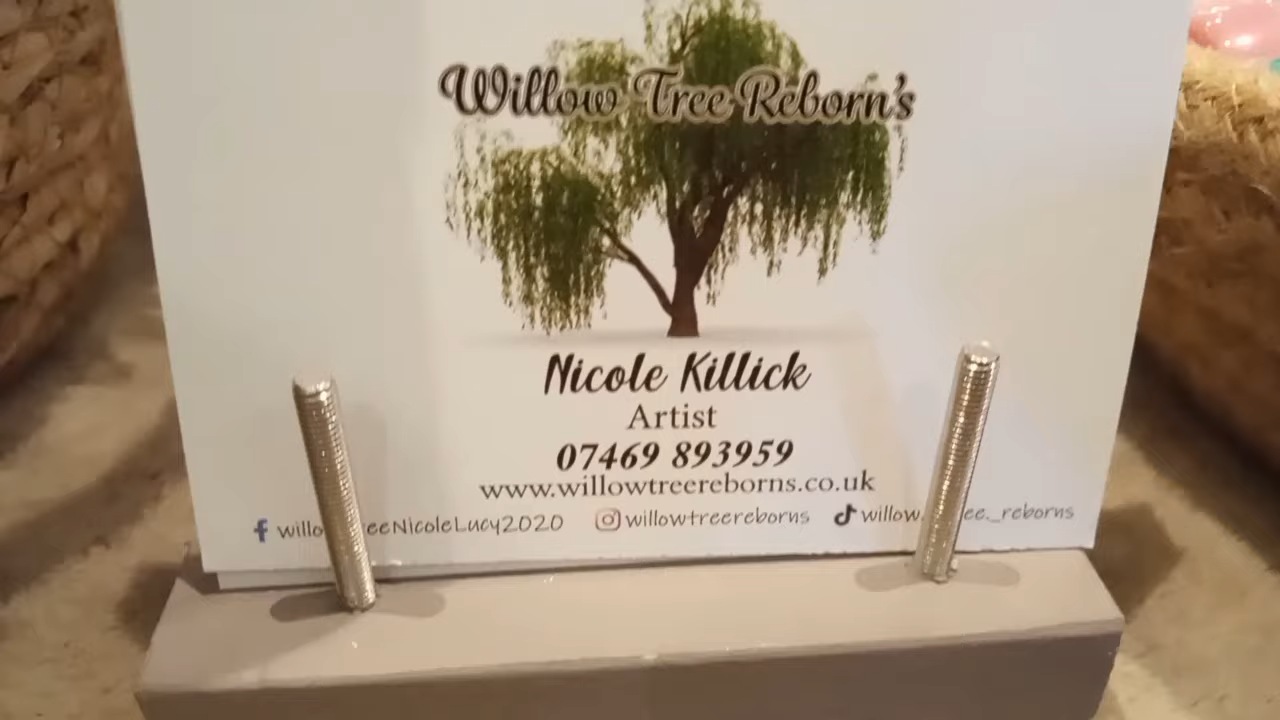 Willow Tree Reborn's
Nicole Killick
Artist
07469 893959
www.willowtreereborns.co.uk
willowtreereborns